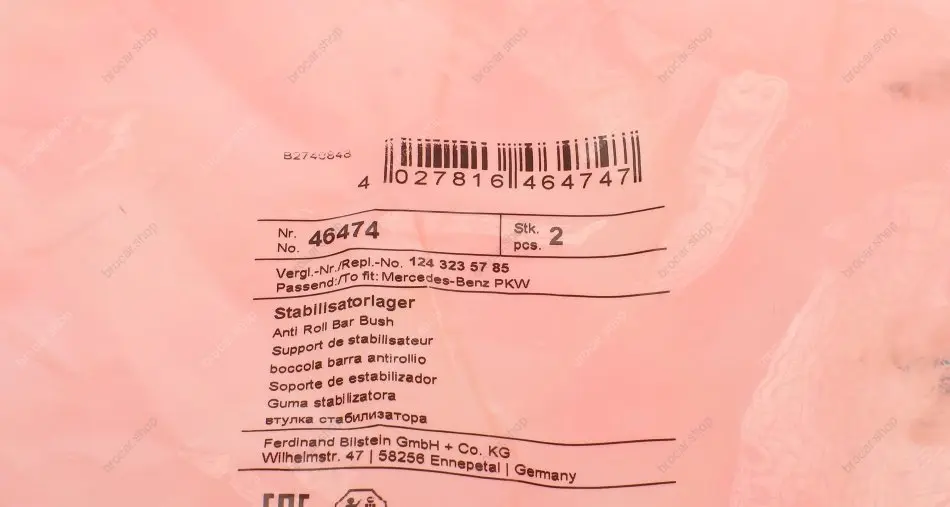 B2740848
4 027816 464747
Nr. No. 46474 Stk. pcs. 2
Vergl.-Nr./Repl.-No. 124 323 57 85
Passend:/To fit: Mercedes-Benz PKW
Stabilisatorlager
Anti Roll Bar Bush
Support de stabilisateur
boccola barra antirollio
Soporte de estabilizador
Guma stabilizatora
втулка стабилизатора
Ferdinand Bilstein GmbH + Co. KG
Wilhelmstr. 47 | 58256 Ennepetal | Germany
brocar.shop